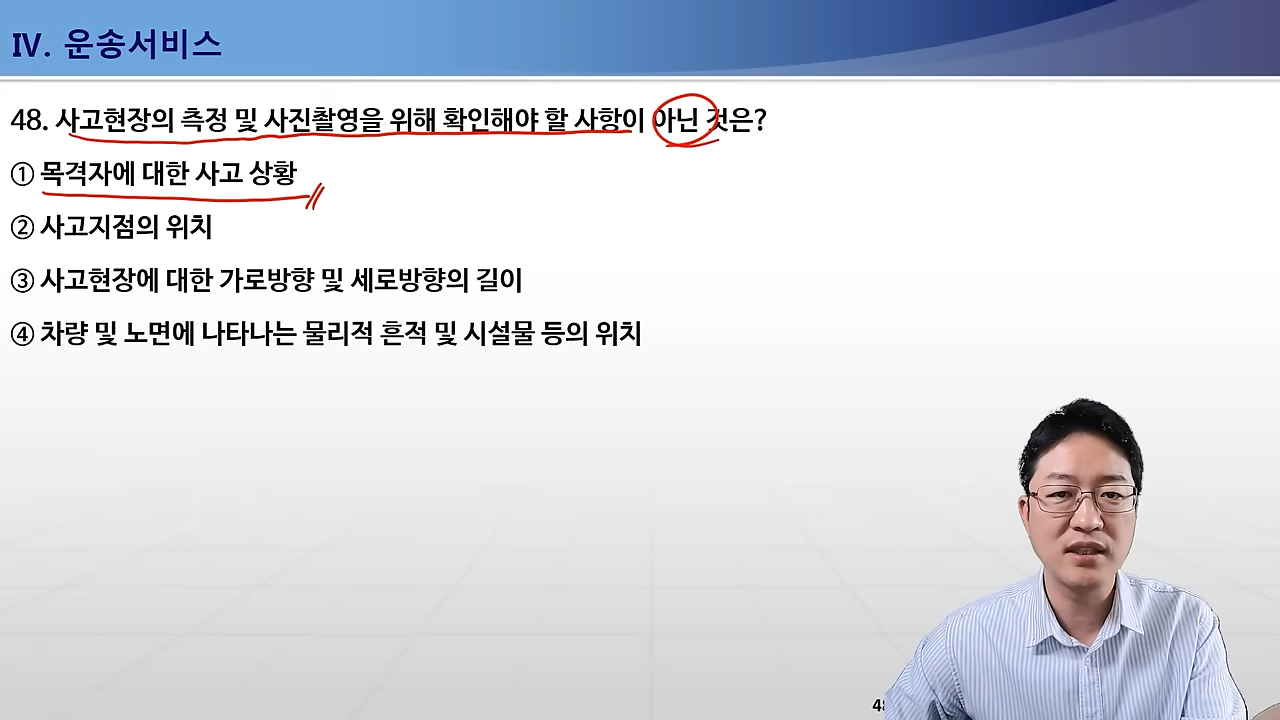 Ⅳ. 운송서비스
48. 사고현장의 측정 및 사진촬영을 위해 확인해야 할 사항이 아닌 것은?
① 목격자에 대한 사고 상황
② 사고지점의 위치
③ 사고현장에 대한 가로방향 및 세로방향의 길이
④ 차량 및 노면에 나타나는 물리적 흔적 및 시설물 등의 위치